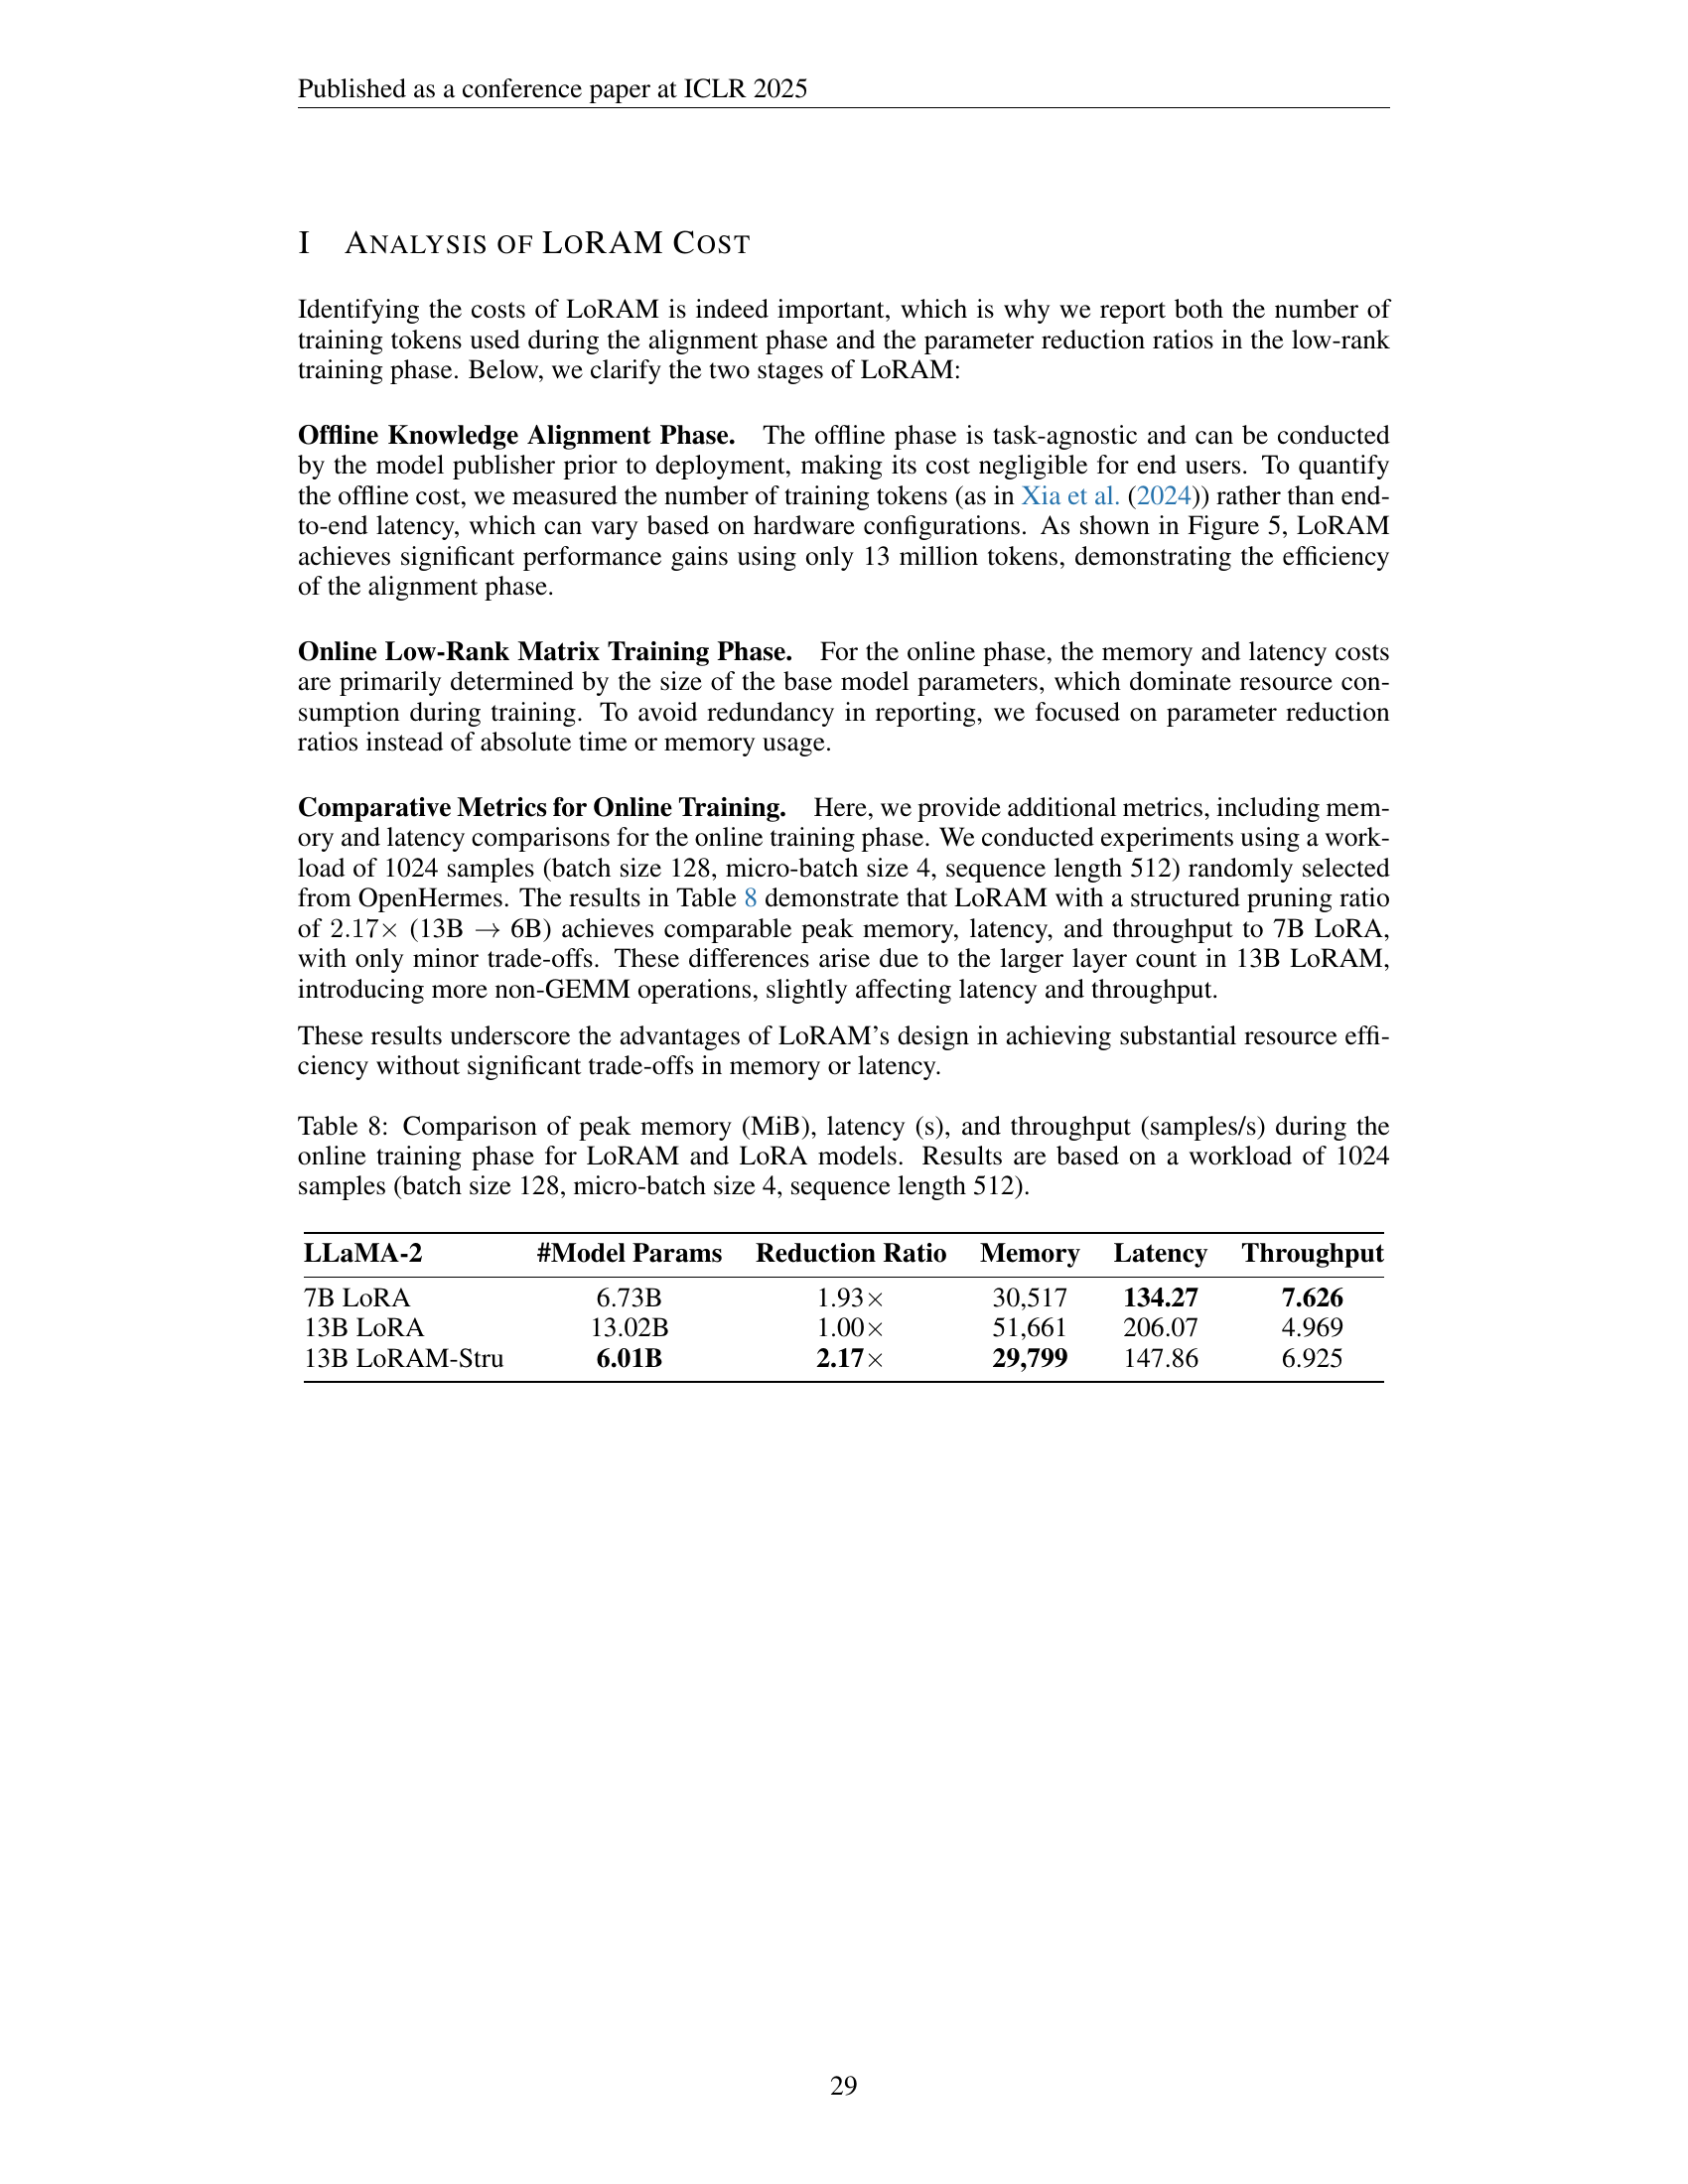 Published as a conference paper at ICLR 2025
I ANALYSIS OF LORAM COST
Identifying the costs of LoRAM is indeed important, which is why we report both the number of
training tokens used during the alignment phase and the parameter reduction ratios in the low-rank
training phase. Below, we clarify the two stages of LoRAM:
Offline Knowledge Alignment Phase. The offline phase is task-agnostic and can be conducted
by the model publisher prior to deployment, making its cost negligible for end users. To quantify
the offline cost, we measured the number of training tokens (as in Xia et al. (2024)) rather than end-
to-end latency, which can vary based on hardware configurations. As shown in Figure 5, LoRAM
achieves significant performance gains using only 13 million tokens, demonstrating the efficiency
of the alignment phase.
Online Low-Rank Matrix Training Phase. For the online phase, the memory and latency costs
are primarily determined by the size of the base model parameters, which dominate resource con-
sumption during training. To avoid redundancy in reporting, we focused on parameter reduction
ratios instead of absolute time or memory usage.
Comparative Metrics for Online Training. Here, we provide additional metrics, including mem-
ory and latency comparisons for the online training phase. We conducted experiments using a work-
load of 1024 samples (batch size 128, micro-batch size 4, sequence length 512) randomly selected
from OpenHermes. The results in Table 8 demonstrate that LoRAM with a structured pruning ratio
of 2.17× (13B → 6B) achieves comparable peak memory, latency, and throughput to 7B LoRA,
with only minor trade-offs. These differences arise due to the larger layer count in 13B LoRAM,
introducing more non-GEMM operations, slightly affecting latency and throughput.
These results underscore the advantages of LoRAM's design in achieving substantial resource effi-
ciency without significant trade-offs in memory or latency.
Table 8: Comparison of peak memory (MiB), latency (s), and throughput (samples/s) during the
online training phase for LoRAM and LoRA models. Results are based on a workload of 1024
samples (batch size 128, micro-batch size 4, sequence length 512).
LLaMA-2 #Model Params Reduction Ratio Memory Latency Throughput
7B LoRA 6.73B 1.93× 30,517 134.27 7.626
13B LoRA 13.02B 1.00× 51,661 206.07 4.969
13B LoRAM-Stru 6.01B 2.17× 29,799 147.86 6.925
29